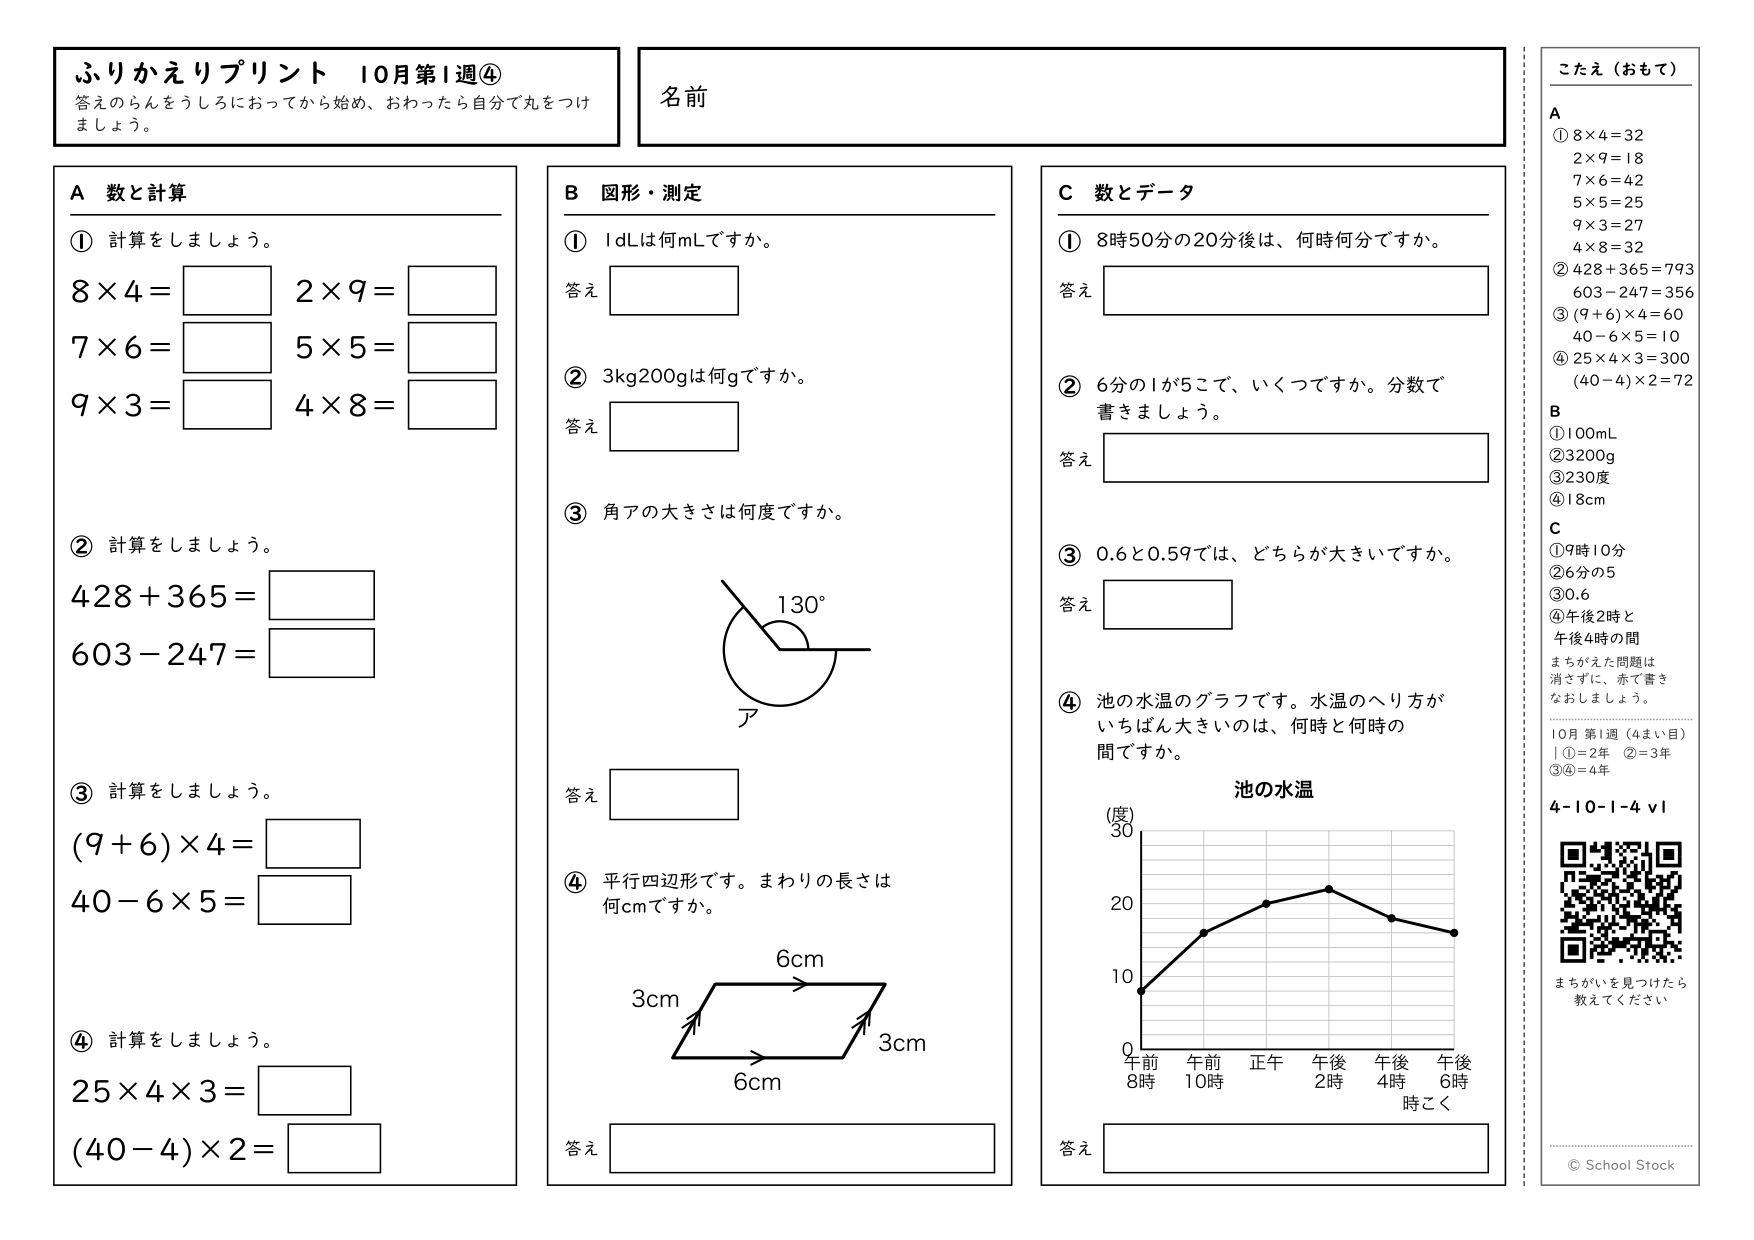 ふりかえりプリント　10月第1週④
答えのらんをうしろにおってから始め、おわったら自分で丸をつけ
ましょう。
名前
A　数と計算
① 計算をしましょう。
8×4＝　2×9＝
7×6＝　5×5＝
9×3＝　4×8＝
② 計算をしましょう。
428＋365＝
603－247＝
③ 計算をしましょう。
(9＋6)×4＝
40－6×5＝
④ 計算をしましょう。
25×4×3＝
(40－4)×2＝
B　図形・測定
① 1dLは何mLですか。
答え
② 3kg200gは何gですか。
答え
③ 角アの大きさは何度ですか。
130°
ア
答え
④ 平行四辺形です。まわりの長さは
何cmですか。
6cm
3cm
3cm
6cm
答え
C　数とデータ
① 8時50分の20分後は、何時何分ですか。
答え
② 6分の1が5こで、いくつですか。分数で
書きましょう。
答え
③ 0.6と0.59では、どちらが大きいですか。
答え
④ 池の水温のグラフです。水温のへり方が
いちばん大きいのは、何時と何時の
間ですか。
池の水温
(度)
30
20
10
0
午前　午前　正午　午後　午後　午後
8時　10時　2時　4時　6時
時こく
答え
こたえ（おもて）
A
① 8×4＝32
2×9＝18
7×6＝42
5×5＝25
9×3＝27
4×8＝32
② 428＋365＝793
603－247＝356
③ (9＋6)×4＝60
40－6×5＝10
④ 25×4×3＝300
(40－4)×2＝72
B
①100mL
②3200g
③230度
④18cm
C
①9時10分
②6分の5
③0.6
④午後2時と
午後4時の間
まちがえた問題は
消さずに、赤で書き
なおしましょう。
10月 第1週（4まい目）
｜①＝2年　②＝3年
③④＝4年
4-10-1-4 v1
まちがいを見つけたら
教えてください
© School Stock